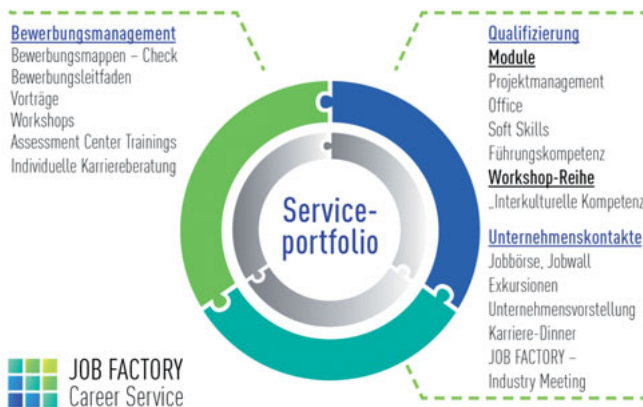 Bewerbungsmanagement
Bewerbungsmappen – Check
Bewerbungsleitfaden
Vorträge
Workshops
Assessment Center Trainings
Individuelle Karriereberatung
Service-
portfolio
Qualifizierung
Module
Projektmanagement
Office
Soft Skills
Führungskompetenz
Workshop-Reihe
„Interkulturelle Kompetenz
Unternehmenskontakte
Jobbörse, Jobwall
Exkursionen
Unternehmensvorstellung
Karriere-Dinner
JOB FACTORY –
Industry Meeting
JOB FACTORY
Career Service